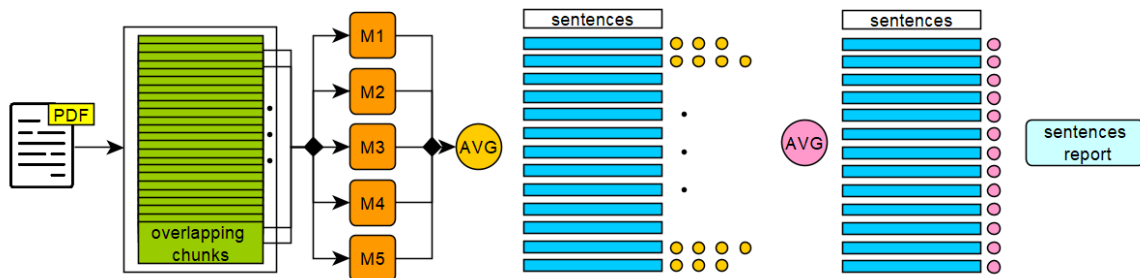 PDF
overlapping
chunks
M1
M2
M3
M4
M5
AVG
sentences
AVG
sentences
sentences
report